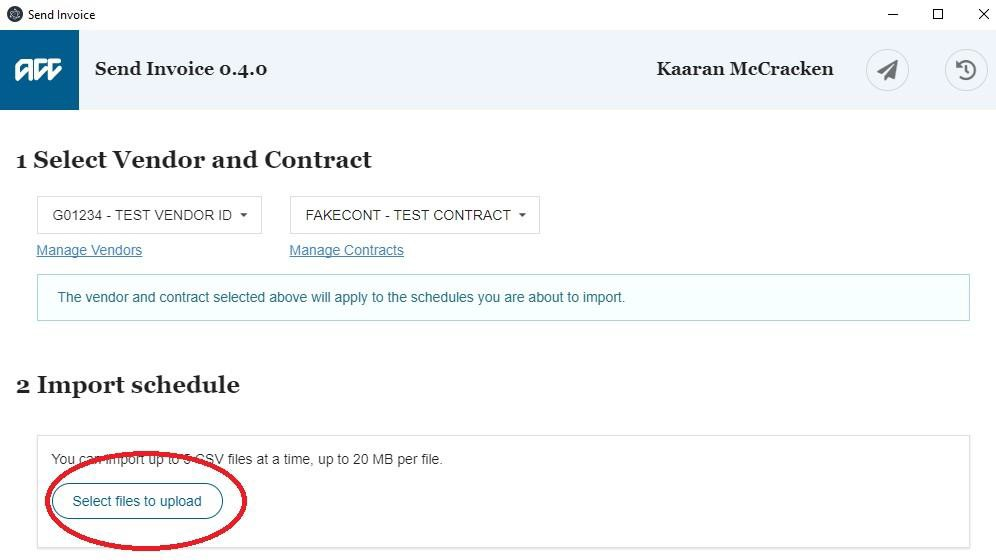 Send Invoice
acc
Send Invoice 0.4.0
Kaaran McCracken
1 Select Vendor and Contract
G01234 - TEST VENDOR ID
FAKECONT - TEST CONTRACT
Manage Vendors
Manage Contracts
The vendor and contract selected above will apply to the schedules you are about to import.
2 Import schedule
You can import up to 5 CSV files at a time, up to 20 MB per file.
Select files to upload